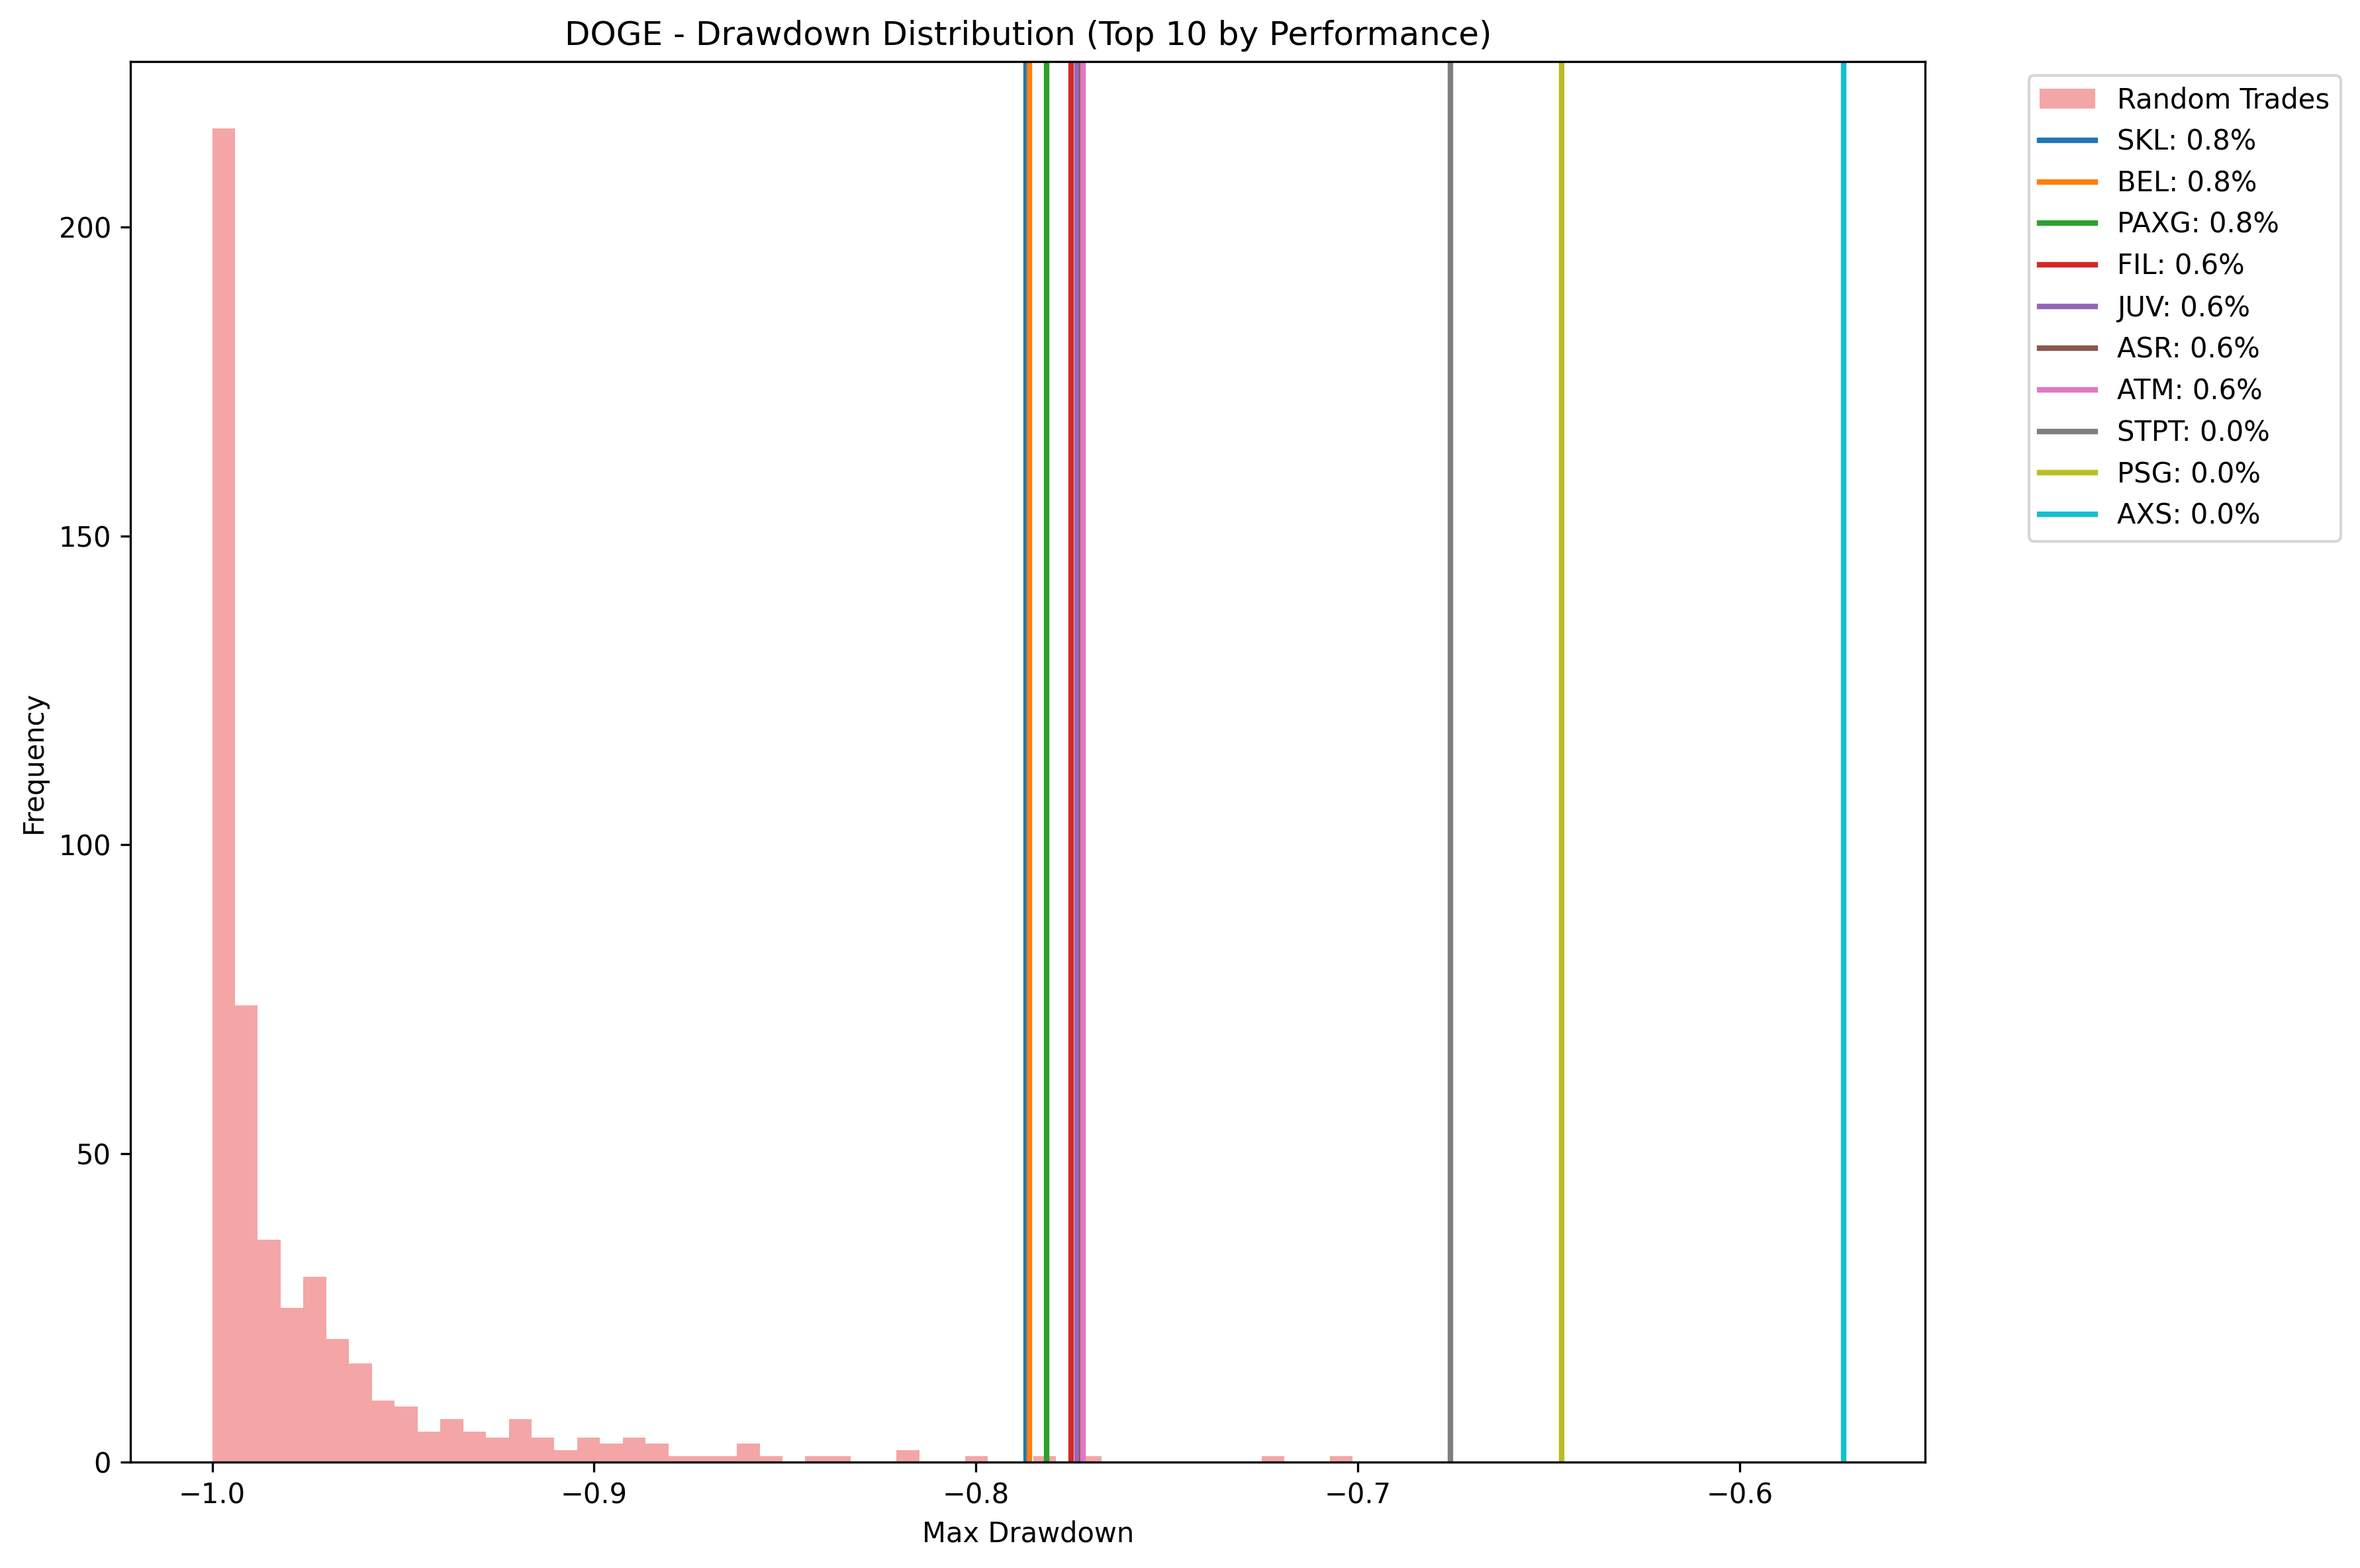 DOGE - Drawdown Distribution (Top 10 by Performance)
Random Trades
SKL: 0.8%
BEL: 0.8%
PAXG: 0.8%
FIL: 0.6%
JUV: 0.6%
ASR: 0.6%
ATM: 0.6%
STPT: 0.0%
PSG: 0.0%
AXS: 0.0%
Frequency
200
150
100
50
0
−1.0
−0.9
−0.8
−0.7
−0.6
Max Drawdown